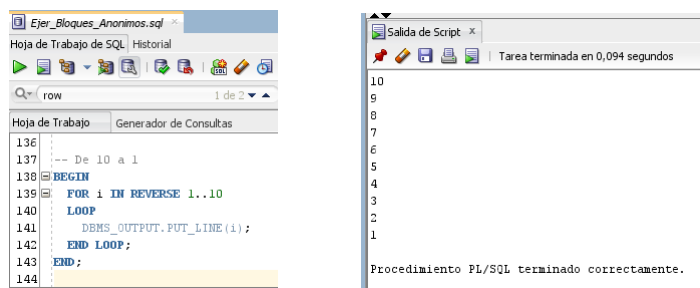 Ejer_Bloques_Anonimos.sql
Hoja de Trabajo de SQL Historial
row
1 de 2
Hoja de Trabajo Generador de Consultas
136
137 -- De 10 a 1
138 BEGIN
139 FOR i IN REVERSE 1..10
140 LOOP
141 DBMS_OUTPUT.PUT_LINE(i);
142 END LOOP;
143 END;
144
Salida de Script x
Tarea terminada en 0,094 segundos
10
9
8
7
6
5
4
3
2
1
Procedimiento PL/SQL terminado correctamente.